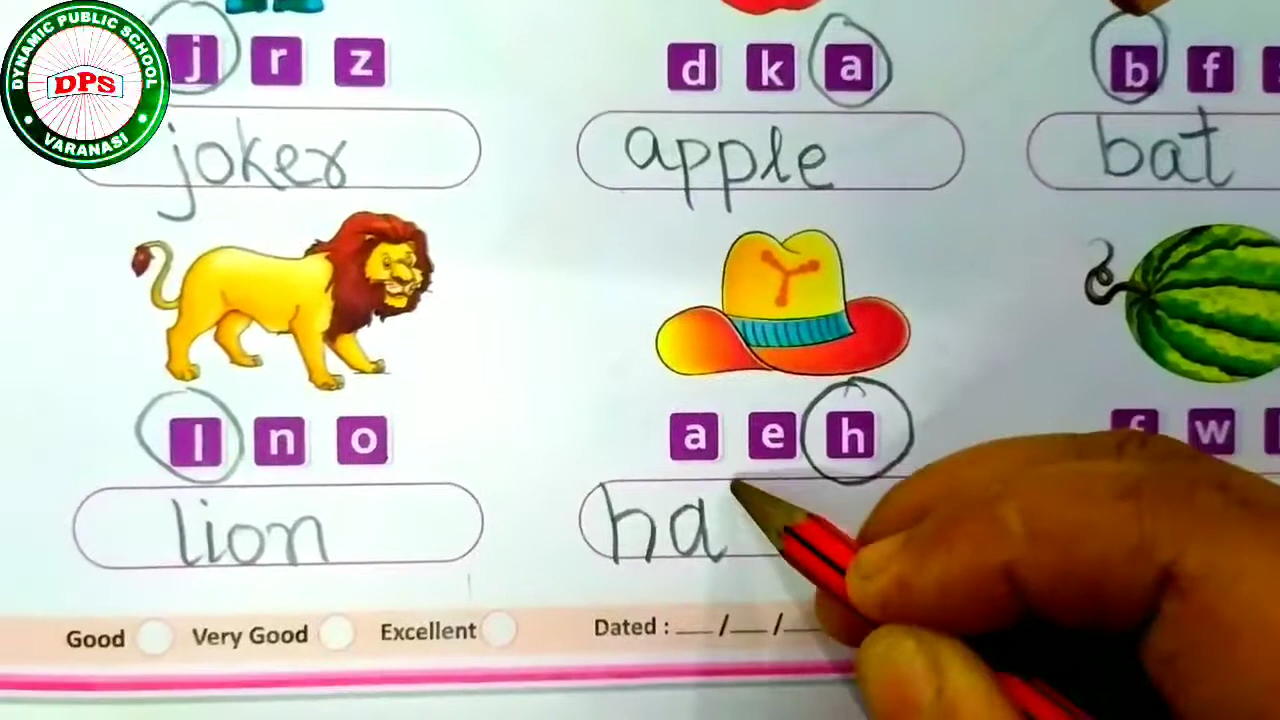 DYNAMIC PUBLIC SCHOOL
DPS
VARANASI
j r z
d k a
b f
joker
apple
bat
l n o
a e h
f w
lion
ha
Good Very Good Excellent Dated : __/__/__